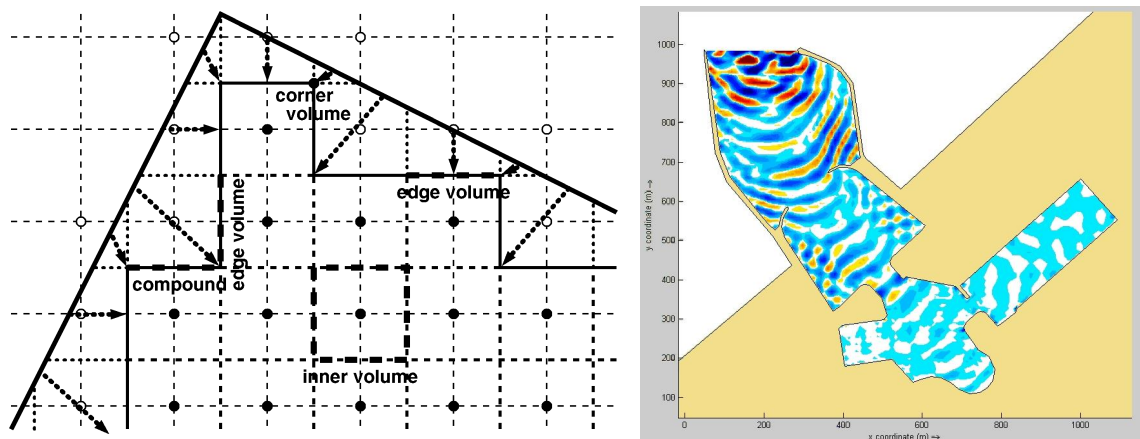 corner
volume
edge volume
edge volume
compound
inner volume
1000
900
800
700
600
500
400
300
200
100
0
200
400
600
800
1000
y coordinate (m) →
x coordinate (m) →